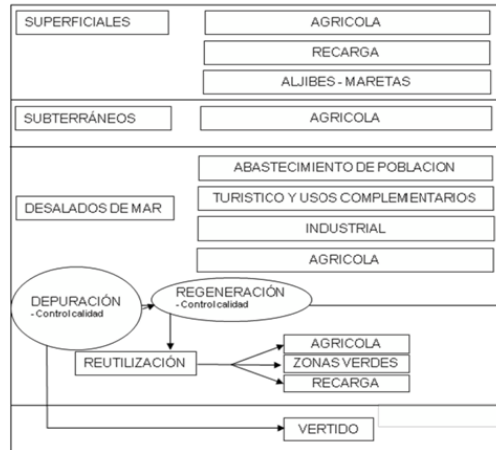 SUPERFICIALES
AGRICOLA
RECARGA
ALJIBES - MARETAS
SUBTERRÁNEOS
AGRICOLA
ABASTECIMIENTO DE POBLACION
DESALADOS DE MAR
TURISTICO Y USOS COMPLEMENTARIOS
INDUSTRIAL
AGRICOLA
DEPURACIÓN
- Control calidad
REGENERACIÓN
- Control calidad
REUTILIZACIÓN
AGRICOLA
ZONAS VERDES
RECARGA
VERTIDO